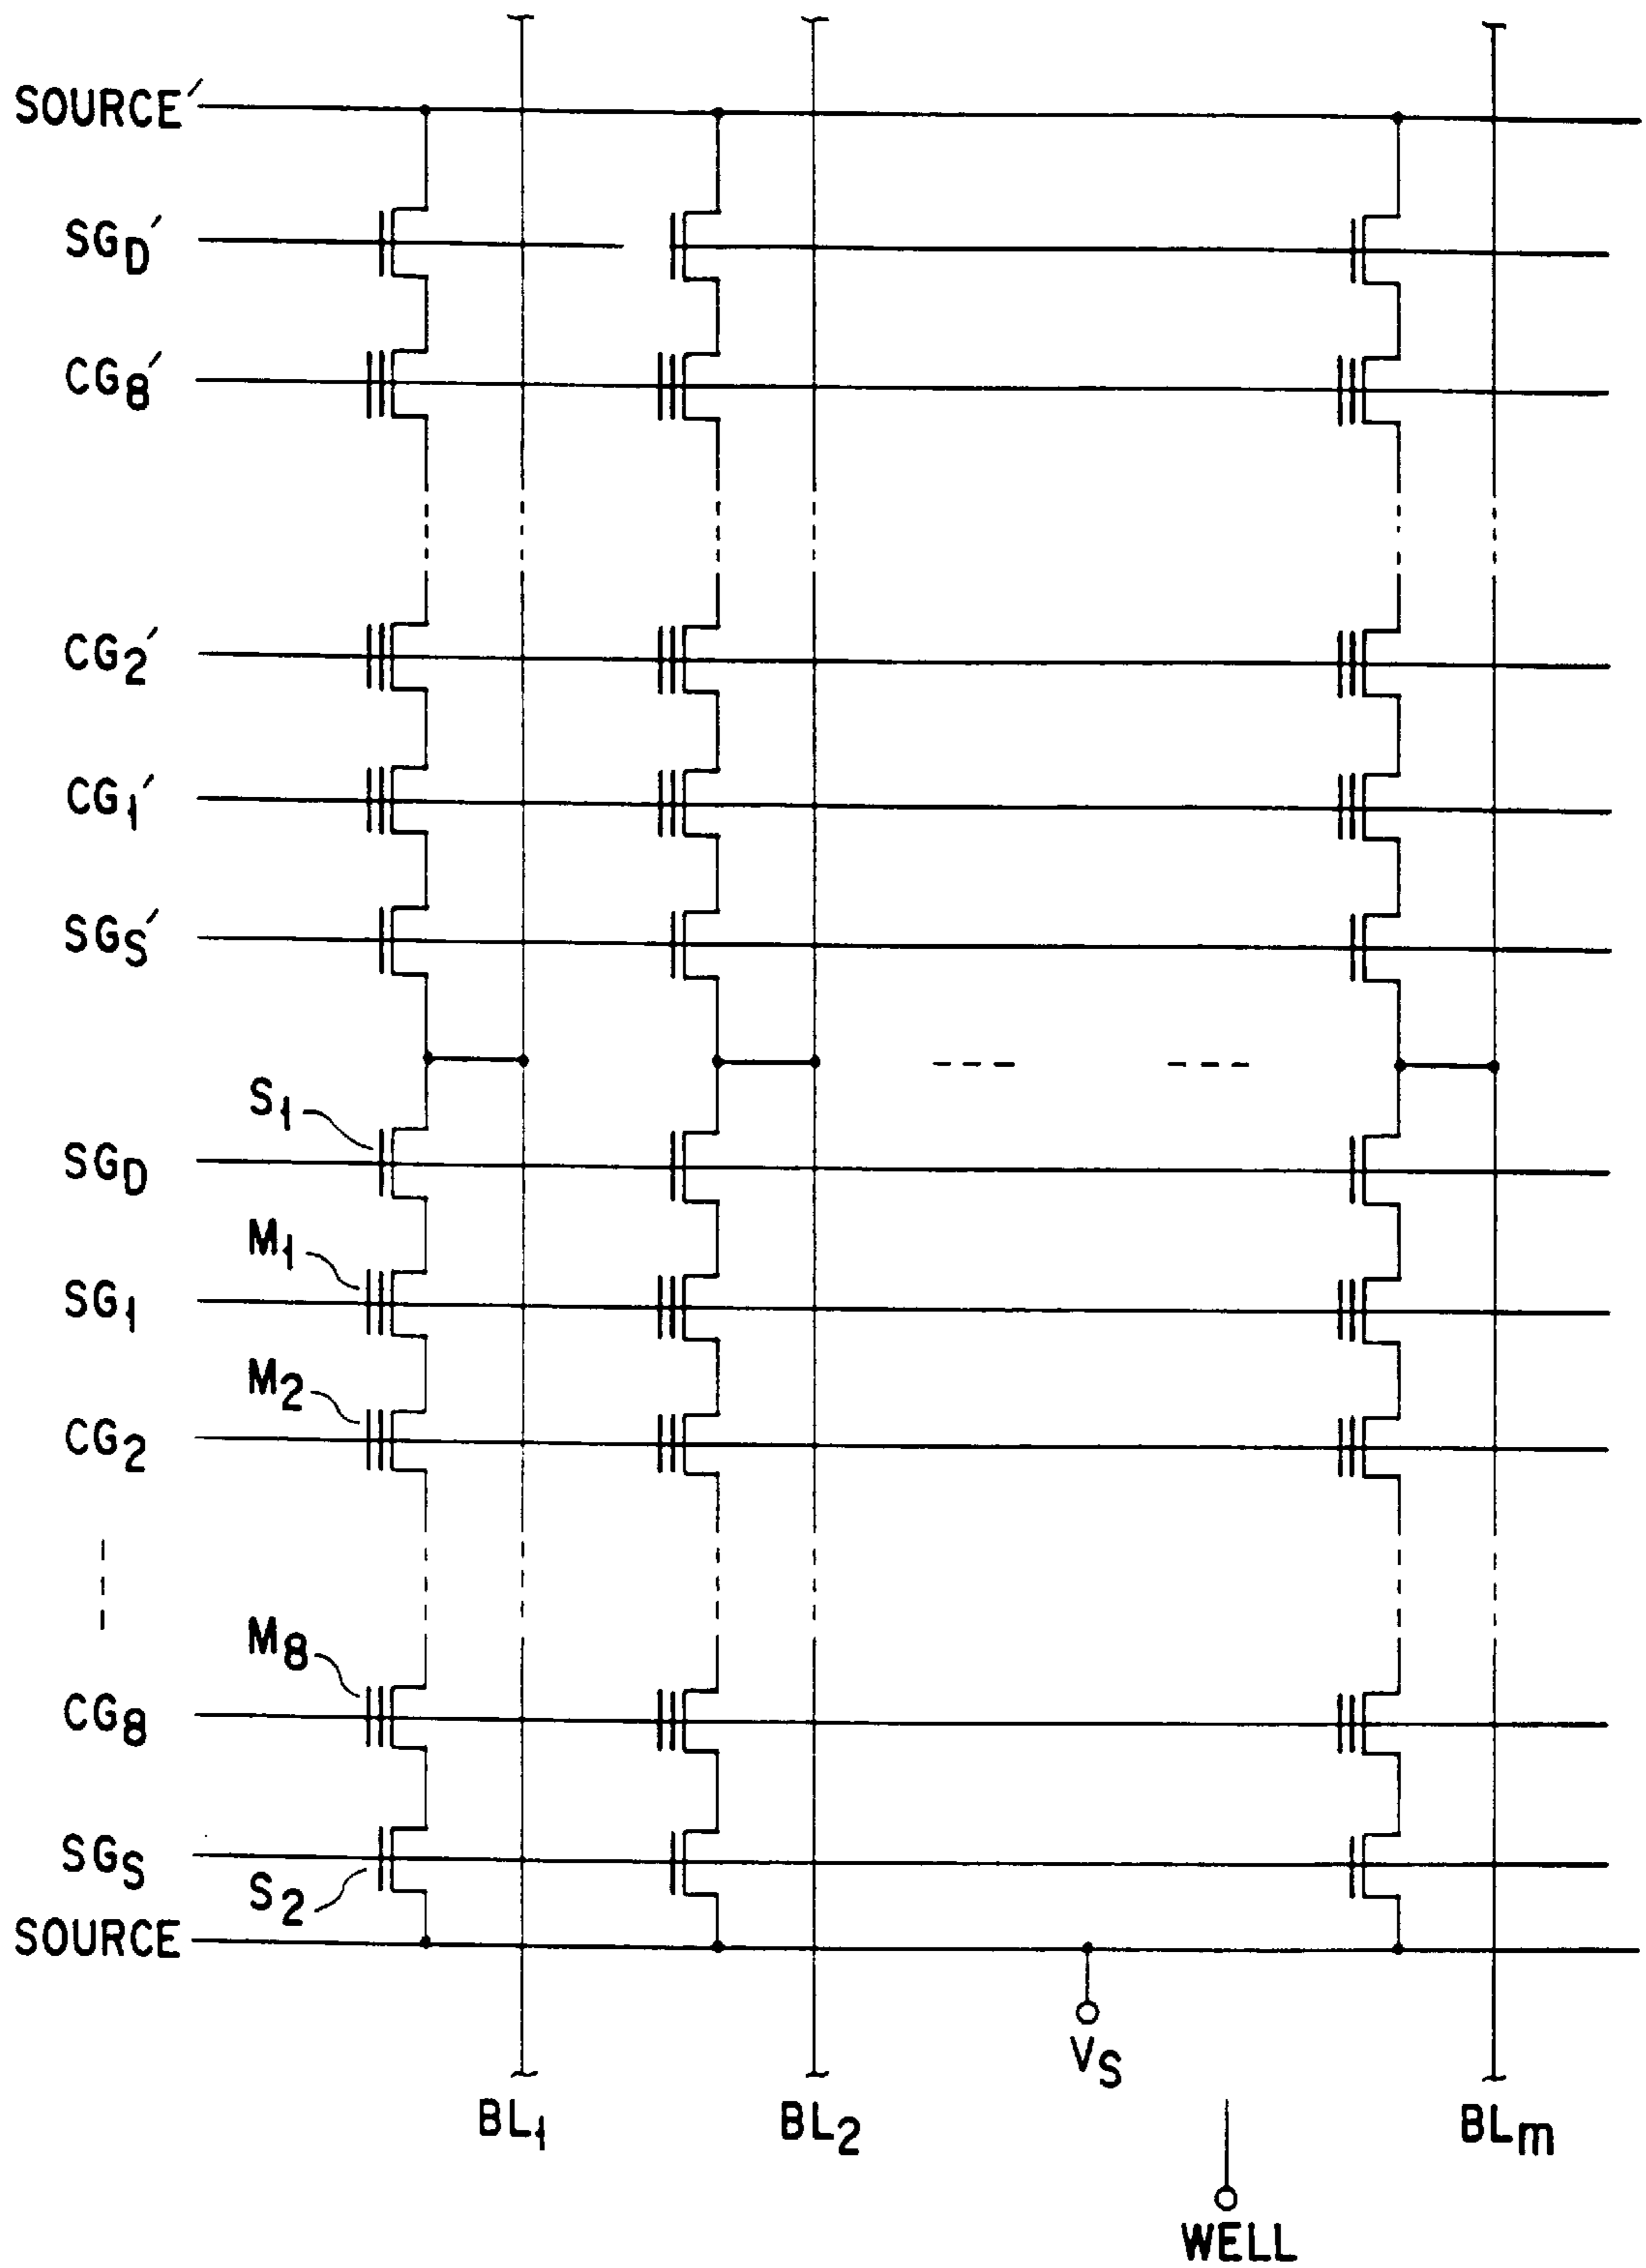 SOURCE′
SG_D′
CG_8′
CG_2′
CG_1′
SG_S′
S_1
SG_D
M_1
SG_1
M_2
CG_2
M_8
CG_8
SG_S
S_2
SOURCE
V_S
BL_1 BL_2 BL_m
WELL